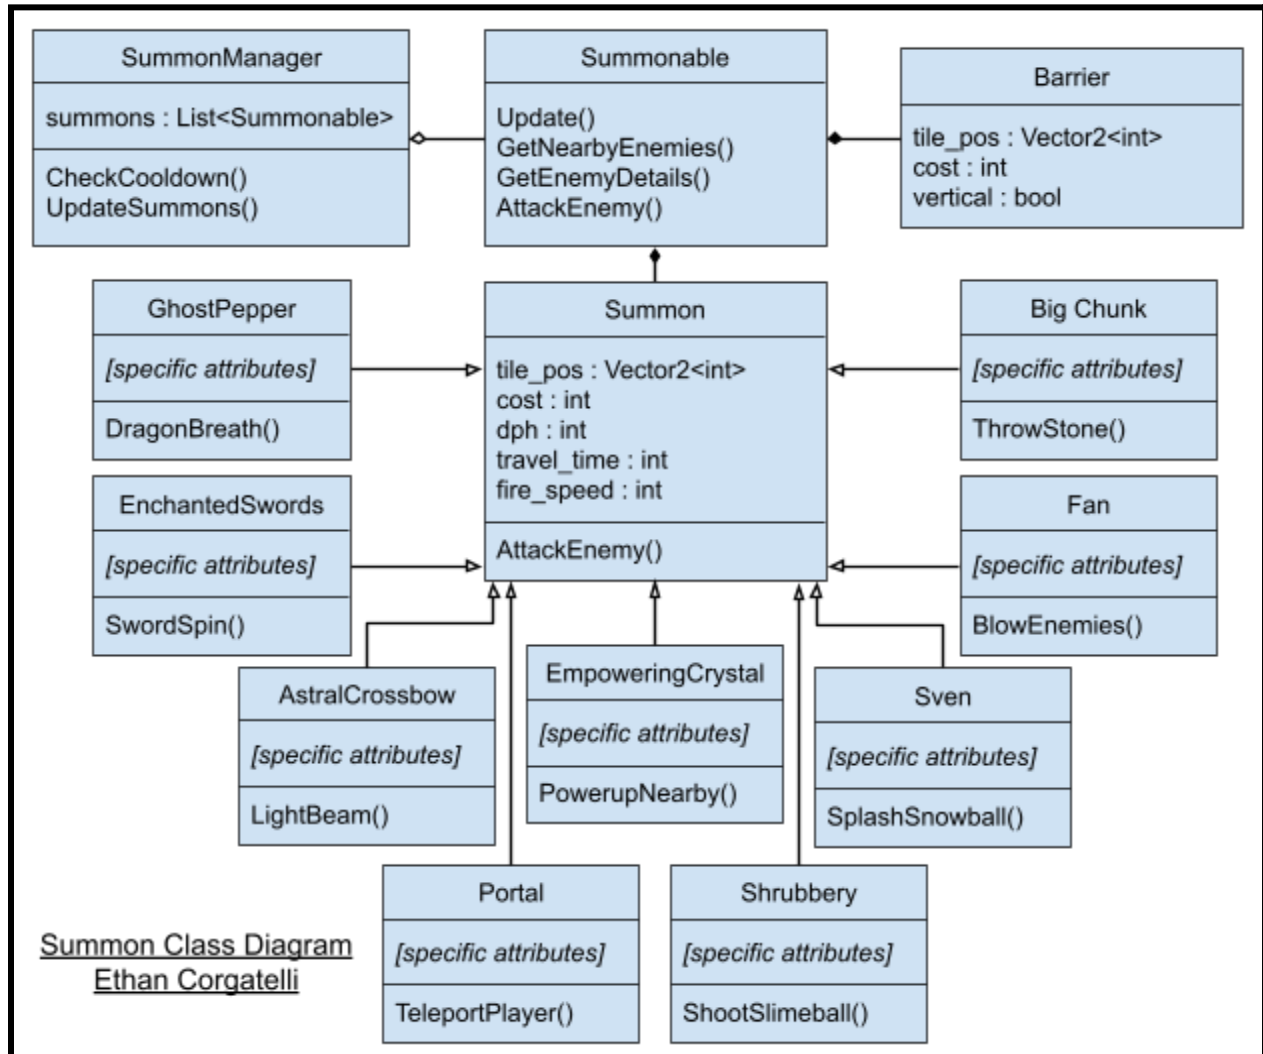 SummonManager
summons : List<Summonable>
CheckCooldown()
UpdateSummons()
Summonable
Update()
GetNearbyEnemies()
GetEnemyDetails()
AttackEnemy()
Barrier
tile_pos : Vector2<int>
cost : int
vertical : bool
GhostPepper
[specific attributes]
DragonBreath()
Summon
tile_pos : Vector2<int>
cost : int
dph : int
travel_time : int
fire_speed : int
AttackEnemy()
Big Chunk
[specific attributes]
ThrowStone()
EnchantedSwords
[specific attributes]
SwordSpin()
Fan
[specific attributes]
BlowEnemies()
AstralCrossbow
[specific attributes]
LightBeam()
EmpoweringCrystal
[specific attributes]
PowerupNearby()
Sven
[specific attributes]
SplashSnowball()
Portal
[specific attributes]
TeleportPlayer()
Shrubbery
[specific attributes]
ShootSlimeball()
Summon Class Diagram
Ethan Corgatelli